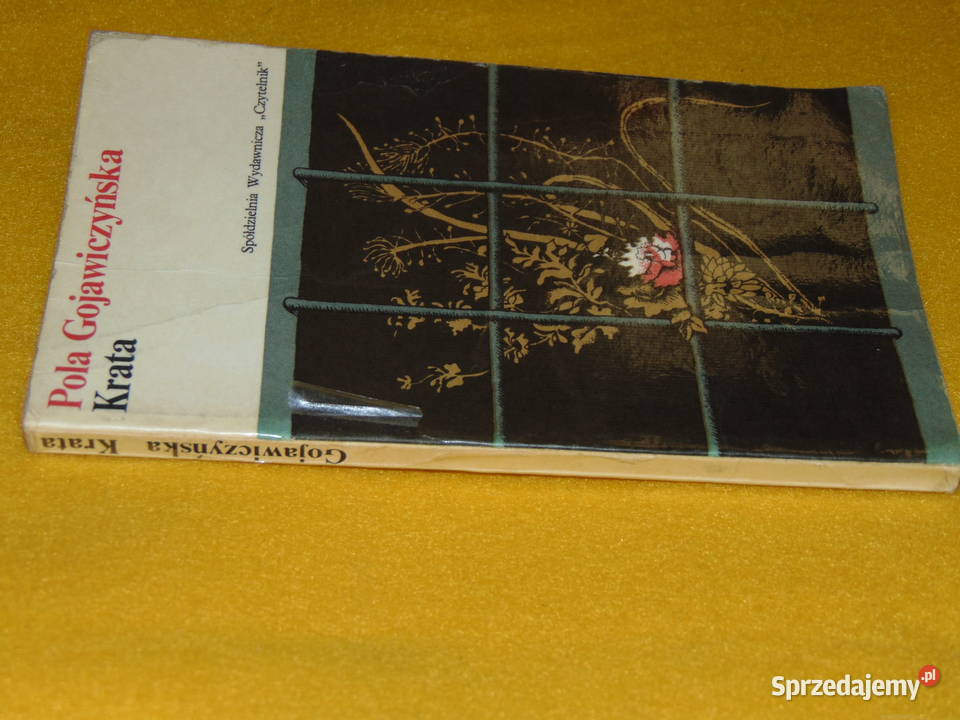 Pola Gojawiczyńska
Krata
Spółdzielnia Wydawnicza „Czytelnik”
Gojawiczyńska Krata
Sprzedajemy.pl